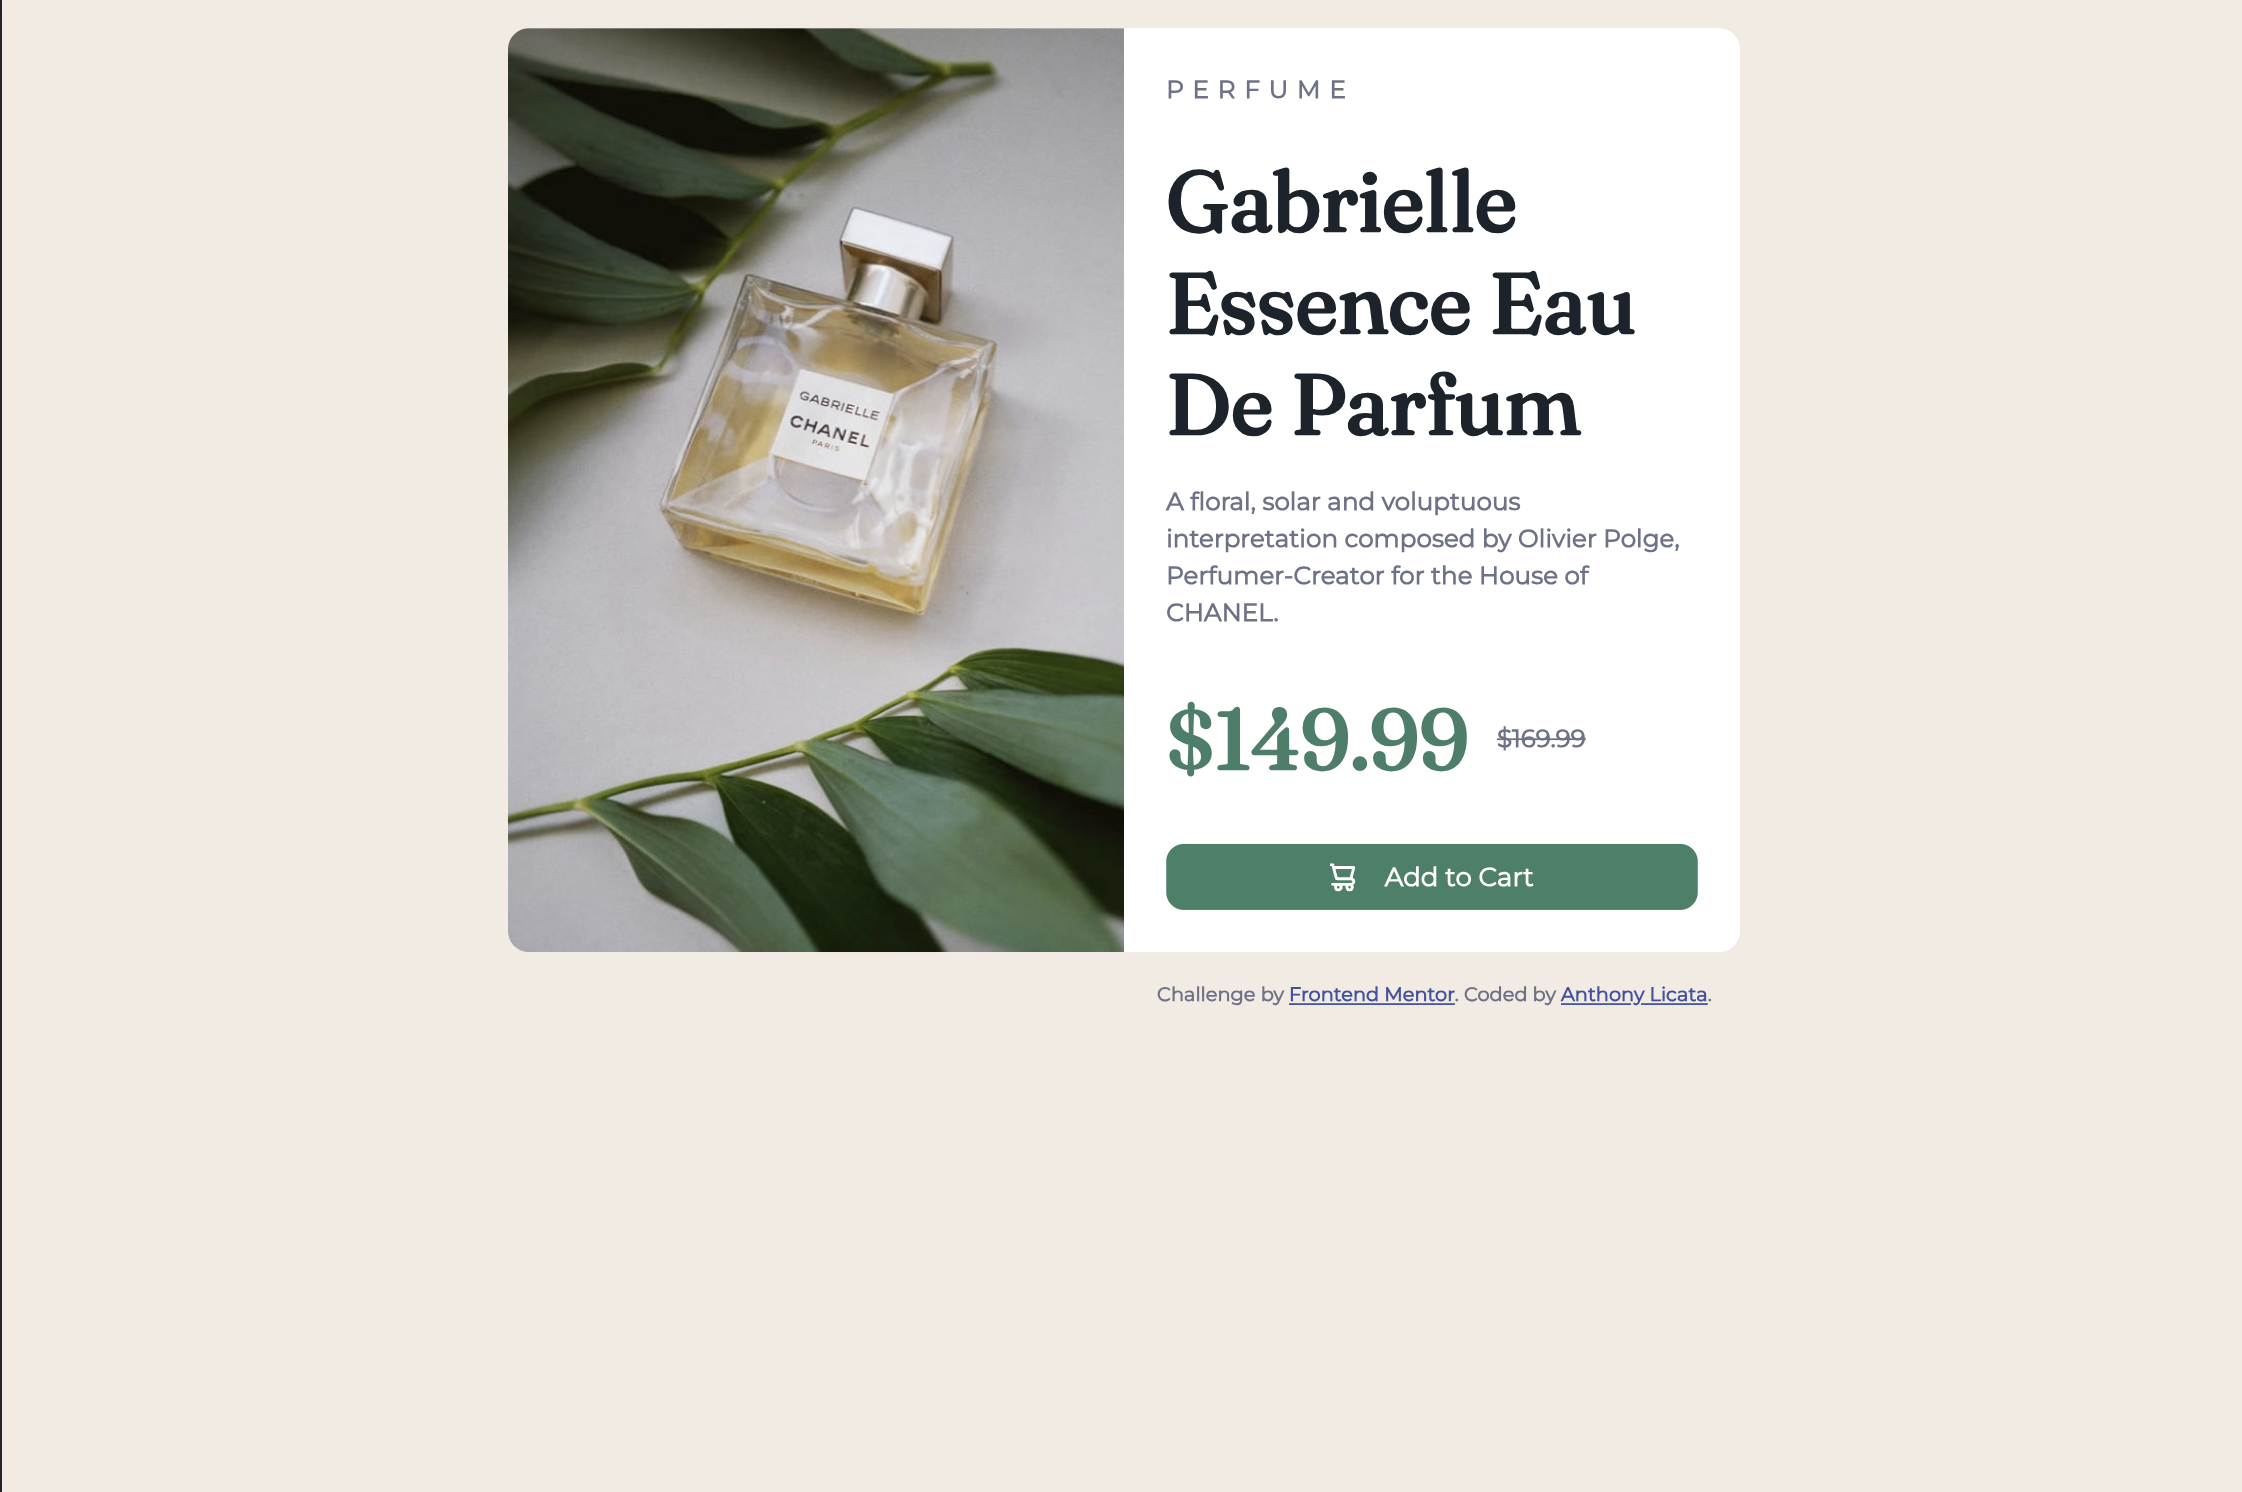 GABRIELLE
CHANEL
PARIS
PERFUME
Gabrielle
Essence Eau
De Parfum
A floral, solar and voluptuous
interpretation composed by Olivier Polge,
Perfumer-Creator for the House of
CHANEL.
$149.99 $169.99
Add to Cart
Challenge by Frontend Mentor. Coded by Anthony Licata.